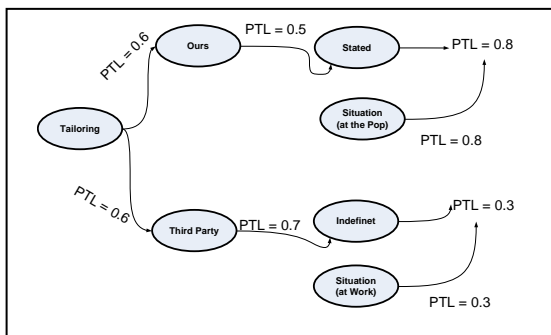 PTL = 0.6
Ours
PTL = 0.5
Stated
PTL = 0.8
Situation
(at the Pop)
PTL = 0.8
Tailoring
PTL = 0.6
Third Party
PTL = 0.7
Indefinet
PTL = 0.3
Situation
(at Work)
PTL = 0.3